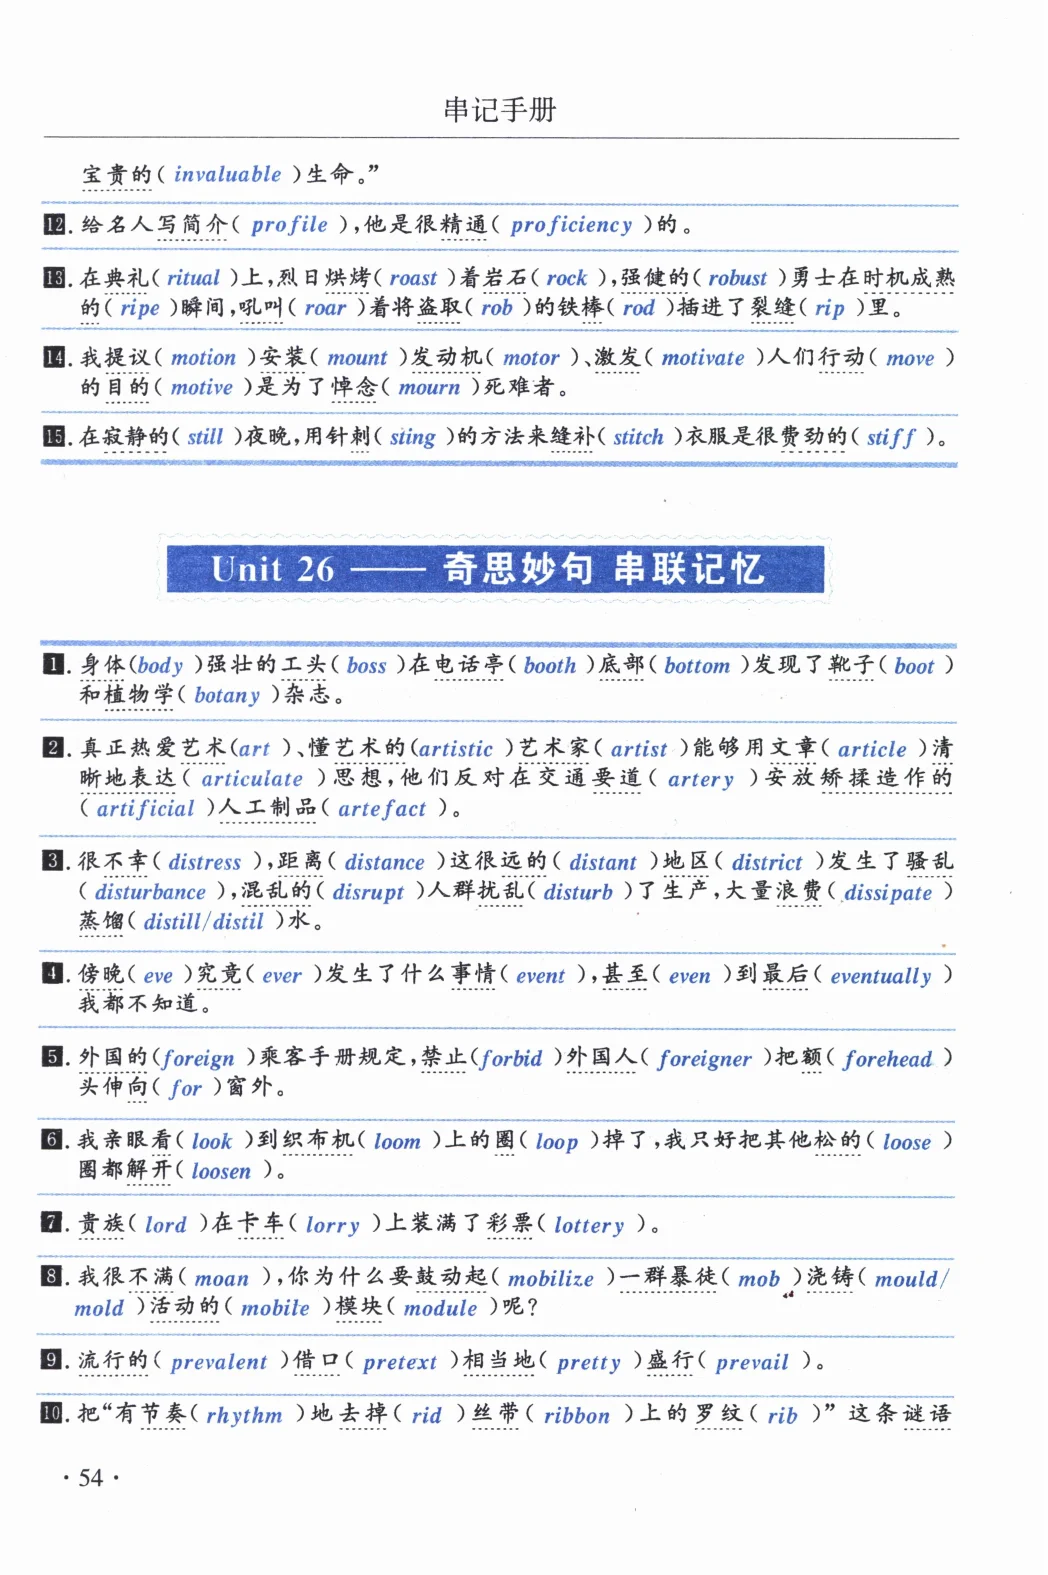 串记手册
宝贵的( invaluable )生命。”
12. 给名人写简介( profile ),他是很精通( proficiency )的。
13. 在典礼( ritual )上,烈日烘烤( roast )着岩石( rock ),强健的( robust )勇士在时机成熟
的( ripe )瞬间,吼叫( roar )着将盗取( rob )的铁棒( rod )插进了裂缝( rip )里。
14. 我提议( motion )安装( mount )发动机( motor )、激发( motivate )人们行动( move )
的目的( motive )是为了悼念( mourn )死难者。
15. 在寂静的( still )夜晚,用针刺( sting )的方法来缝补( stitch )衣服是很费劲的( stiff )。
Unit 26 —— 奇思妙句 串联记忆
1. 身体(body )强壮的工头( boss )在电话亭( booth )底部( bottom )发现了靴子( boot )
和植物学( botany )杂志。
2. 真正热爱艺术(art )、懂艺术的(artistic )艺术家( artist )能够用文章( article )清
晰地表达( articulate )思想,他们反对在交通要道( artery )安放矫揉造作的
( artificial )人工制品( artefact )。
3. 很不幸( distress ),距离( distance )这很远的( distant )地区( district )发生了骚乱
( disturbance ),混乱的( disrupt )人群扰乱( disturb )了生产,大量浪费( dissipate )
蒸馏( distill/distil )水。
4. 傍晚( eve )究竟( ever )发生了什么事情( event ),甚至( even )到最后( eventually )
我都不知道。
5. 外国的(foreign )乘客手册规定,禁止(forbid )外国人( foreigner )把额( forehead )
头伸向( for )窗外。
6. 我亲眼看( look )到织布机( loom )上的圈( loop )掉了,我只好把其他松的( loose )
圈都解开( loosen )。
7. 贵族( lord )在卡车( lorry )上装满了彩票( lottery )。
8. 我很不满( moan ),你为什么要鼓动起( mobilize )一群暴徒( mob )浇铸( mould/
mold )活动的( mobile )模块( module )呢?
9. 流行的( prevalent )借口( pretext )相当地( pretty )盛行( prevail )。
10. 把“有节奏( rhythm )地去掉( rid )丝带( ribbon )上的罗纹( rib )”这条谜语
· 54 ·